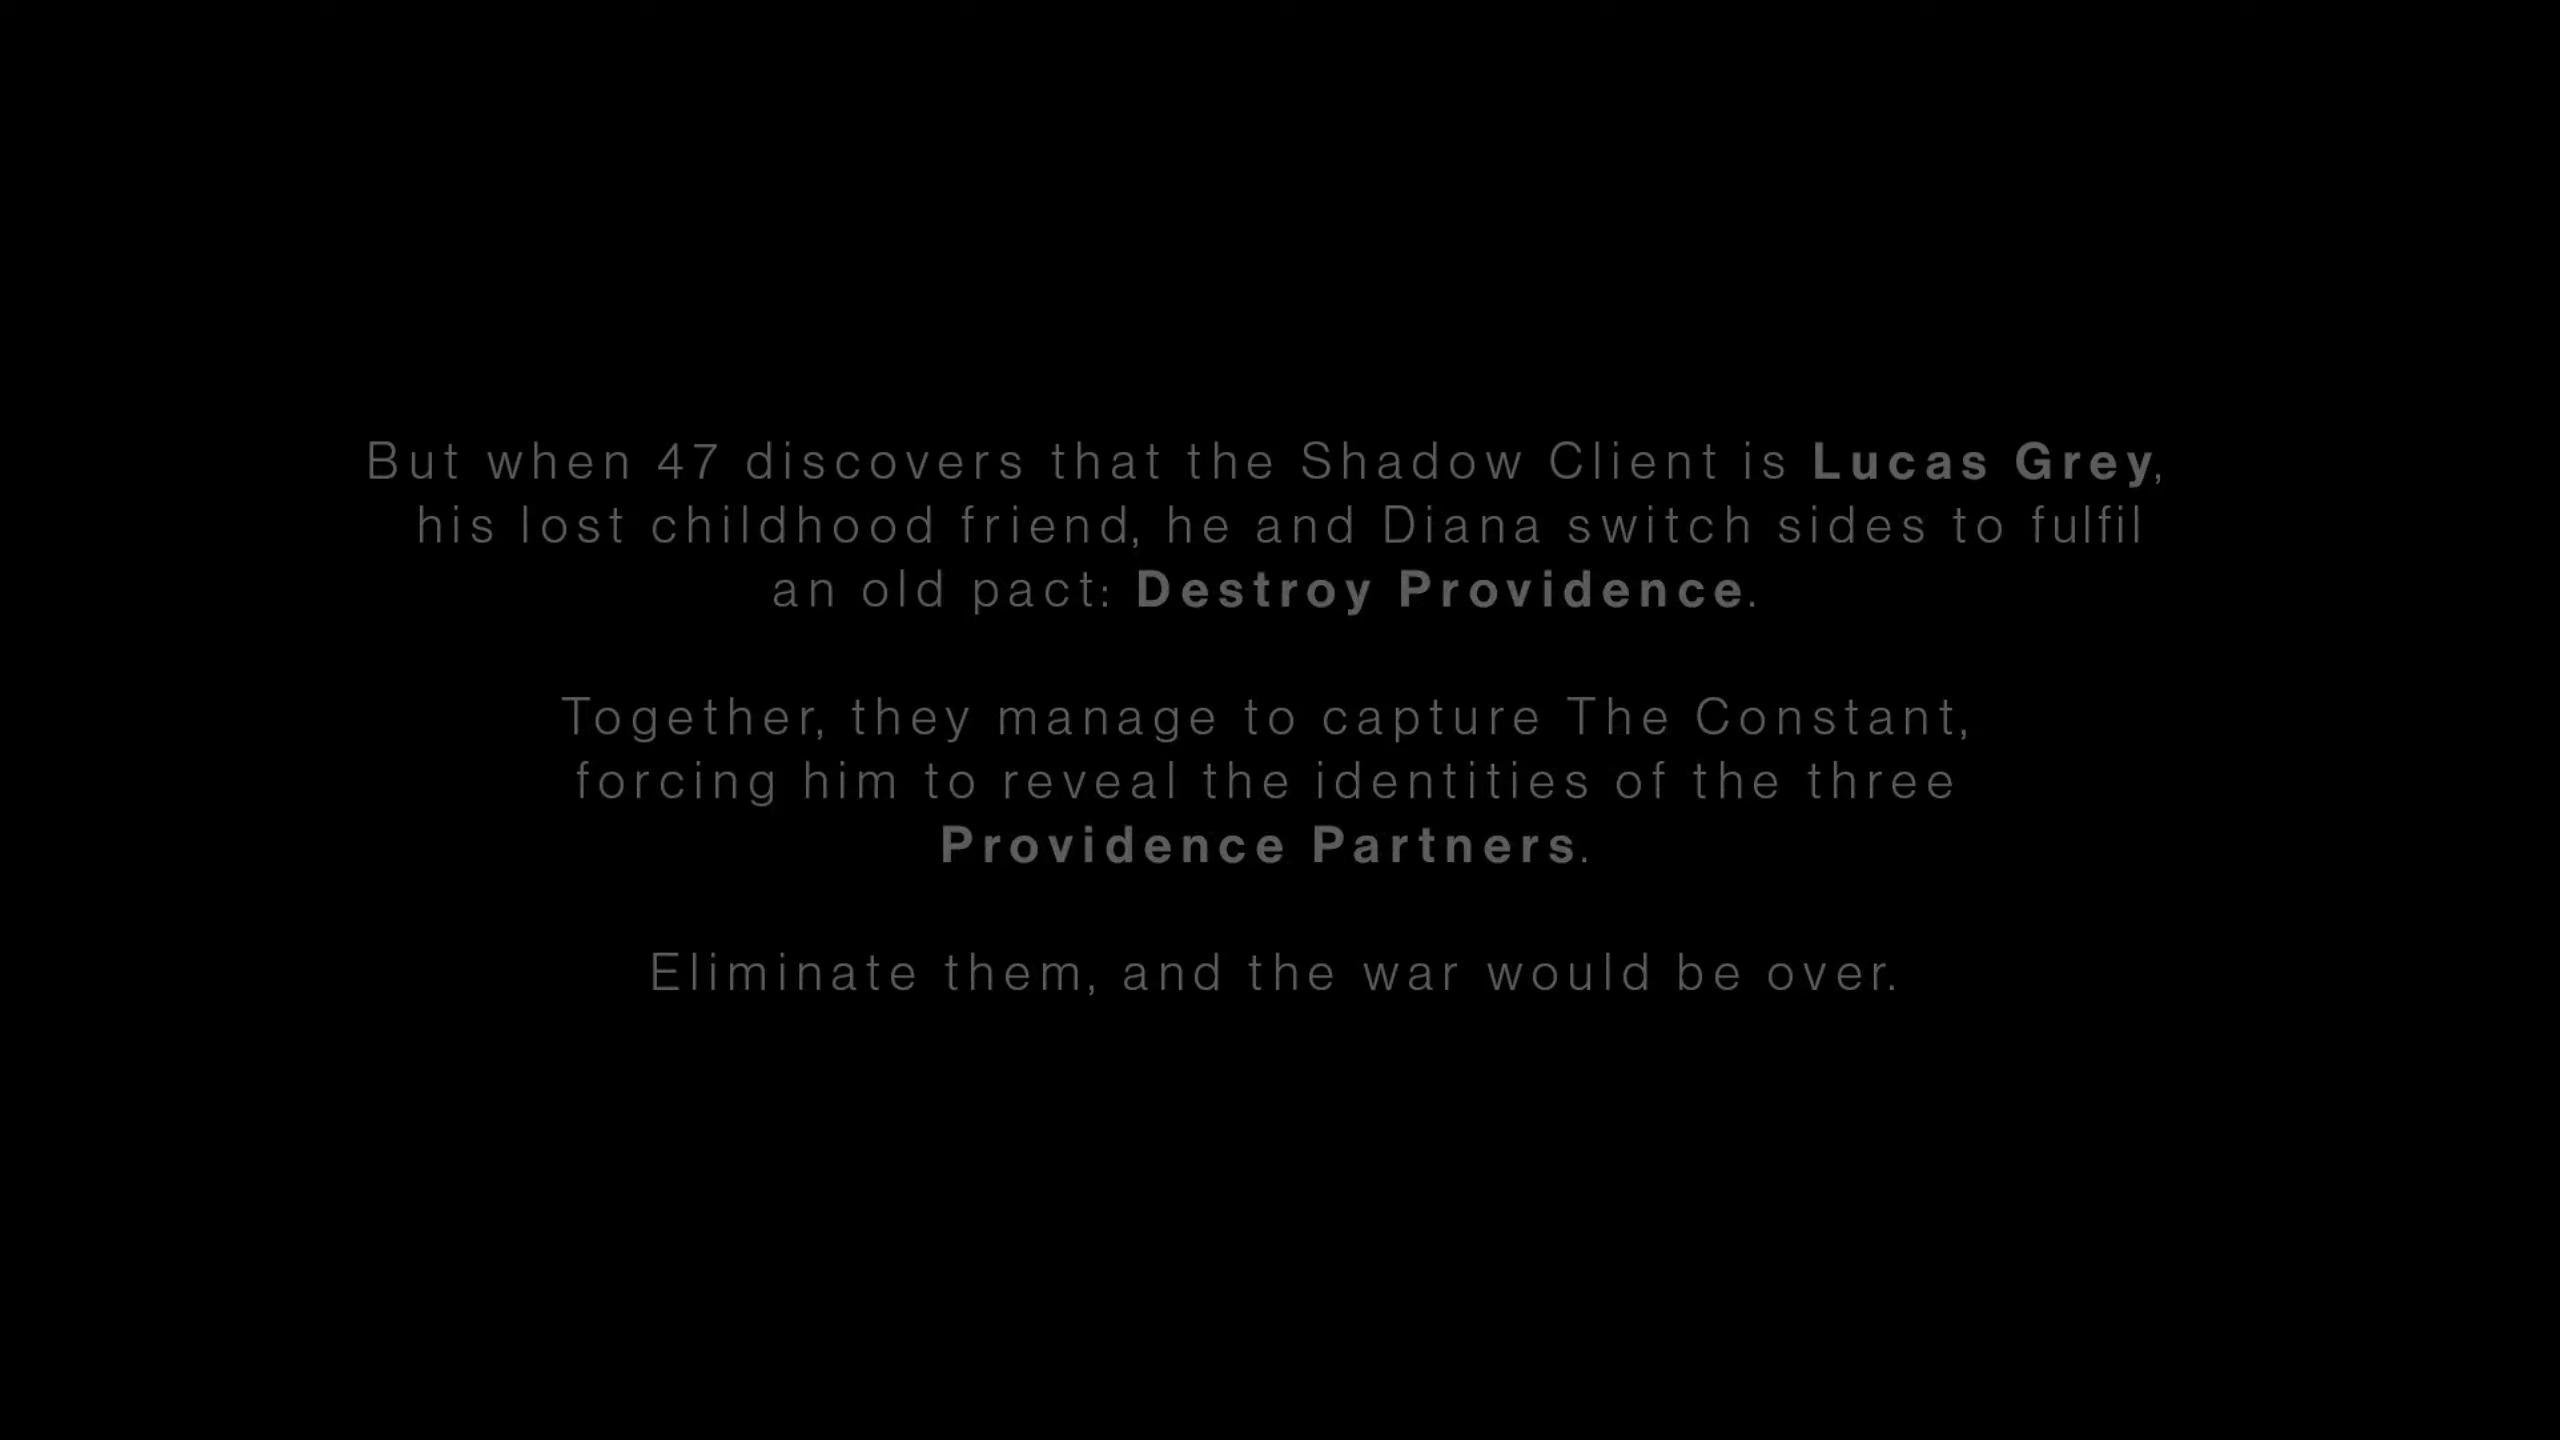 But when 47 discovers that the Shadow Client is Lucas Grey,
his lost childhood friend, he and Diana switch sides to fulfil
an old pact: Destroy Providence.
Together, they manage to capture The Constant,
forcing him to reveal the identities of the three
Providence Partners.
Eliminate them, and the war would be over.